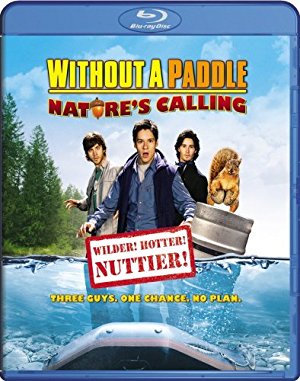 Blu-ray Disc
WITHOUT A PADDLE
NATURE'S CALLING
WILDER! HOTTER!
NUTTIER!
THREE GUYS. ONE CHANCE. NO PLAN.